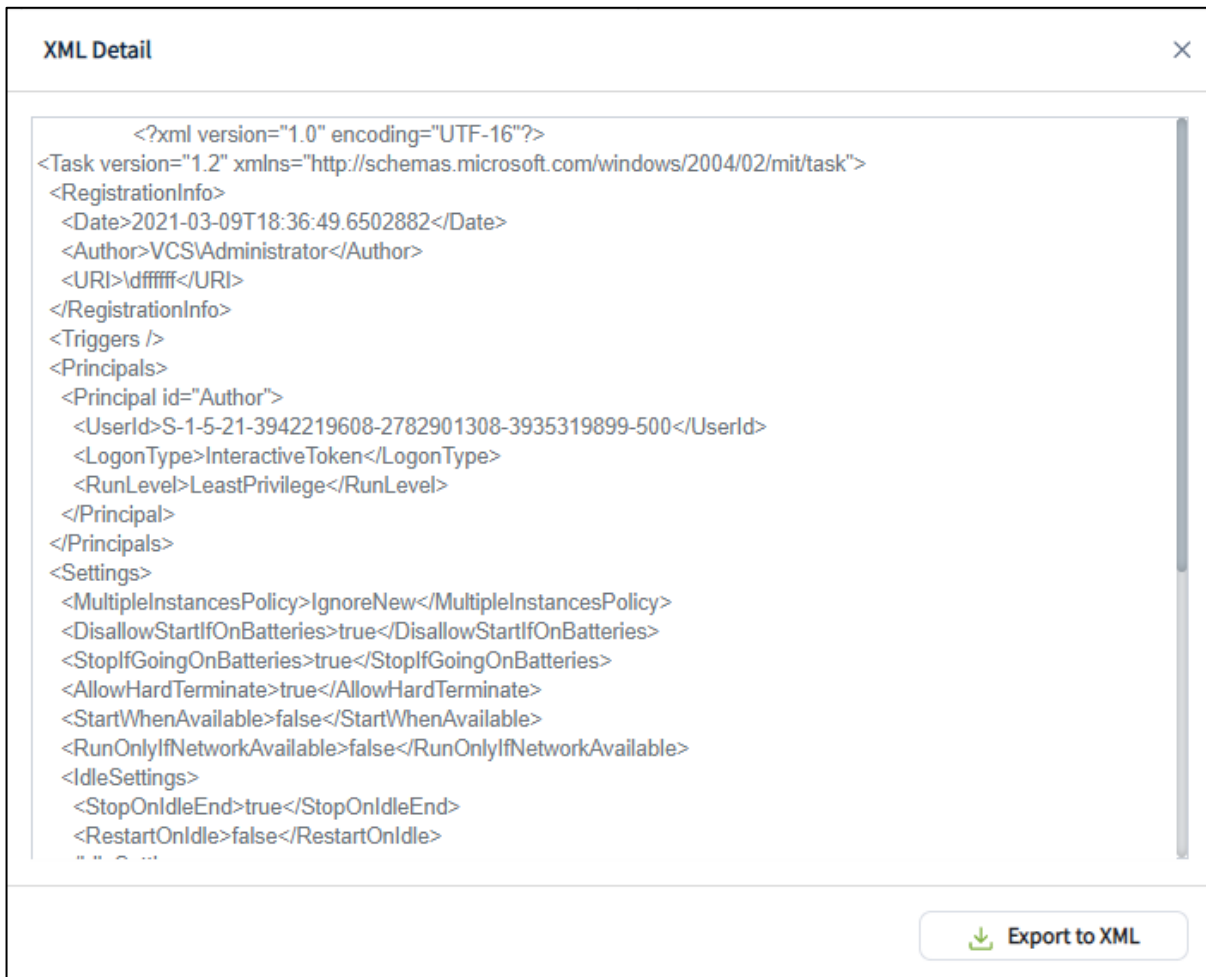 XML Detail
<?xml version="1.0" encoding="UTF-16"?>
<Task version="1.2" xmlns="http://schemas.microsoft.com/windows/2004/02/mit/task">
<RegistrationInfo>
<Date>2021-03-09T18:36:49.6502882</Date>
<Author>VCS\Administrator</Author>
<URI>\dffffff</URI>
</RegistrationInfo>
<Triggers />
<Principals>
<Principal id="Author">
<UserId>S-1-5-21-3942219608-2782901308-3935319899-500</UserId>
<LogonType>InteractiveToken</LogonType>
<RunLevel>LeastPrivilege</RunLevel>
</Principal>
</Principals>
<Settings>
<MultipleInstancesPolicy>IgnoreNew</MultipleInstancesPolicy>
<DisallowStartIfOnBatteries>true</DisallowStartIfOnBatteries>
<StopIfGoingOnBatteries>true</StopIfGoingOnBatteries>
<AllowHardTerminate>true</AllowHardTerminate>
<StartWhenAvailable>false</StartWhenAvailable>
<RunOnlyIfNetworkAvailable>false</RunOnlyIfNetworkAvailable>
<IdleSettings>
<StopOnIdleEnd>true</StopOnIdleEnd>
<RestartOnIdle>false</RestartOnIdle>
Export to XML